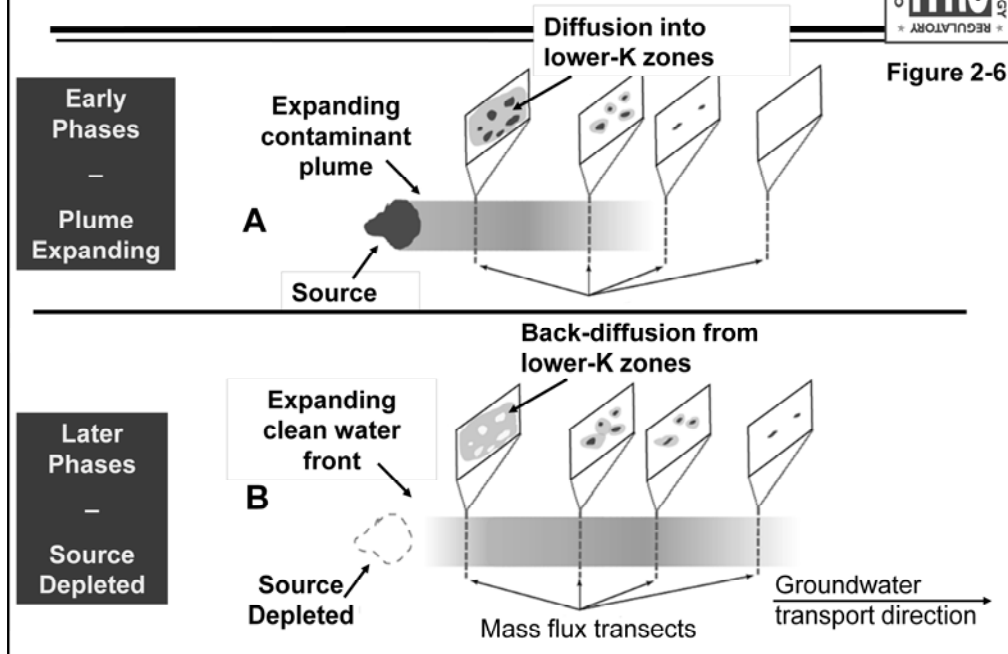 REGULATORY
Figure 2-6
Diffusion into
lower-K zones
Early
Phases
–
Plume
Expanding
Expanding
contaminant
plume
A
Source
Back-diffusion from
lower-K zones
Later
Phases
–
Source
Depleted
Expanding
clean water
front
B
Source
Depleted
Mass flux transects
Groundwater
transport direction